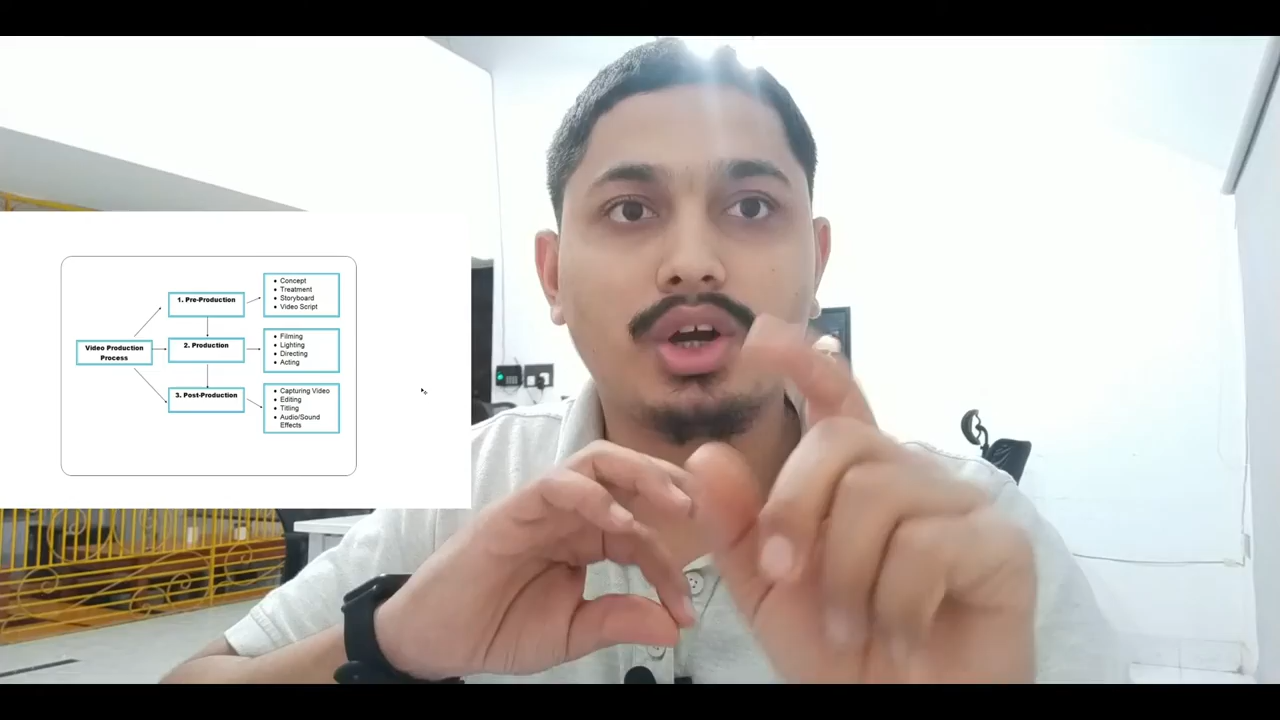 Video Production
Process
1. Pre-Production
Concept
Treatment
Storyboard
Video Script
2. Production
Filming
Lighting
Directing
Acting
3. Post-Production
Capturing Video
Editing
Titling
Audio/Sound
Effects